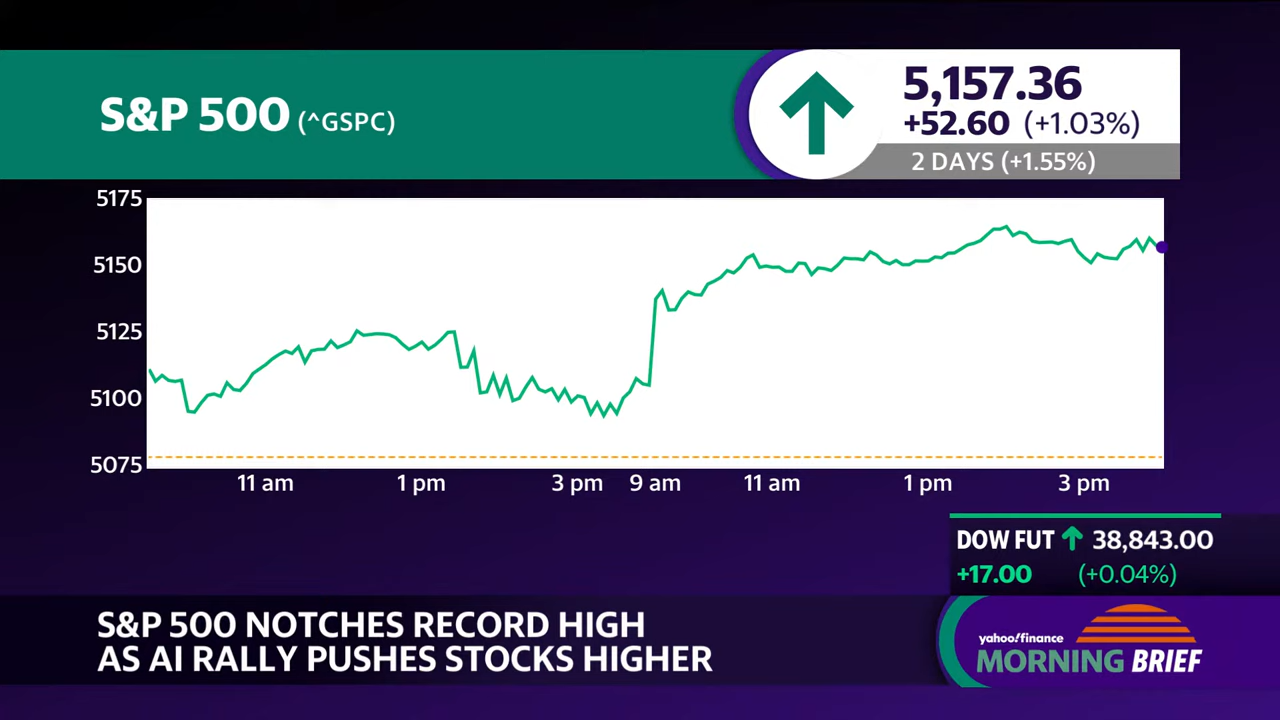 S&P 500 (^GSPC)
5,157.36
+52.60 (+1.03%)
2 DAYS (+1.55%)
5175
5150
5125
5100
5075
11 am 1 pm 3 pm 9 am 11 am 1 pm 3 pm
DOW FUT 38,843.00
+17.00 (+0.04%)
S&P 500 NOTCHES RECORD HIGH
AS AI RALLY PUSHES STOCKS HIGHER
yahoo!finance
MORNING BRIEF